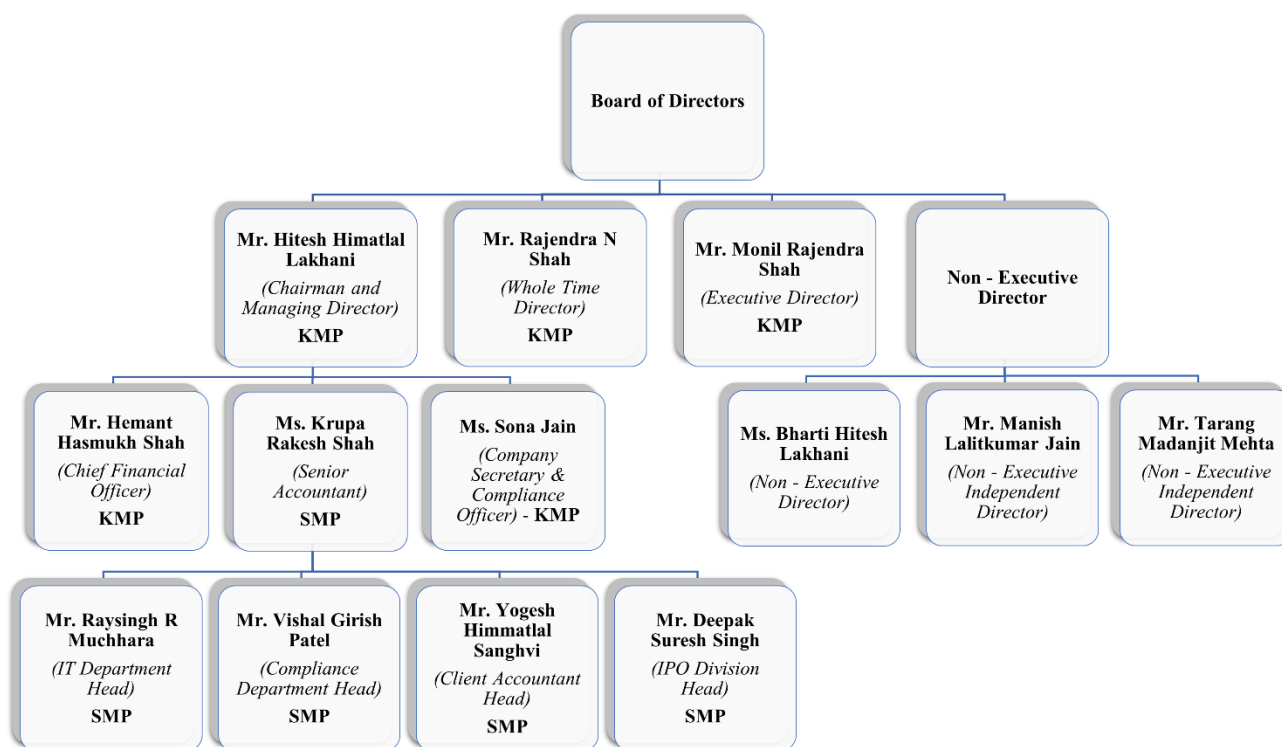 Board of Directors
Mr. Hitesh Himatlal
Lakhani
(Chairman and
Managing Director)
KMP
Mr. Rajendra N
Shah
(Whole Time
Director)
KMP
Mr. Monil Rajendra
Shah
(Executive Director)
KMP
Non - Executive
Director
Mr. Hemant
Hasmukh Shah
(Chief Financial
Officer)
KMP
Ms. Krupa
Rakesh Shah
(Senior
Accountant)
SMP
Ms. Sona Jain
(Company
Secretary &
Compliance
Officer) - KMP
Ms. Bharti Hitesh
Lakhani
(Non - Executive
Director)
Mr. Manish
Lalitkumar Jain
(Non - Executive
Independent
Director)
Mr. Tarang
Madanjit Mehta
(Non - Executive
Independent
Director)
Mr. Raysingh R
Muchhara
(IT Department
Head)
SMP
Mr. Vishal Girish
Patel
(Compliance
Department Head)
SMP
Mr. Yogesh
Himmatlal
Sanghvi
(Client Accountant
Head)
SMP
Mr. Deepak
Suresh Singh
(IPO Division
Head)
SMP